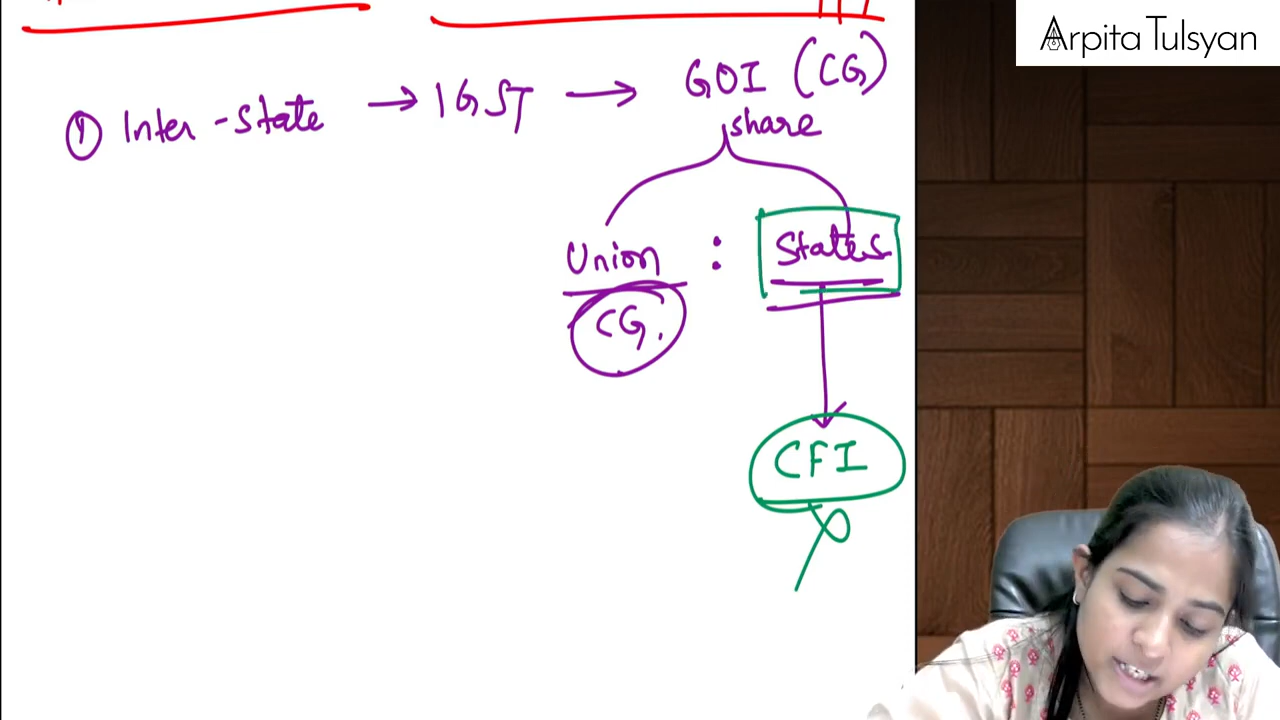 Arpita Tulsyan
① Inter-State → IGST → GOI (CG)
share
Union : States
CG.
CFI